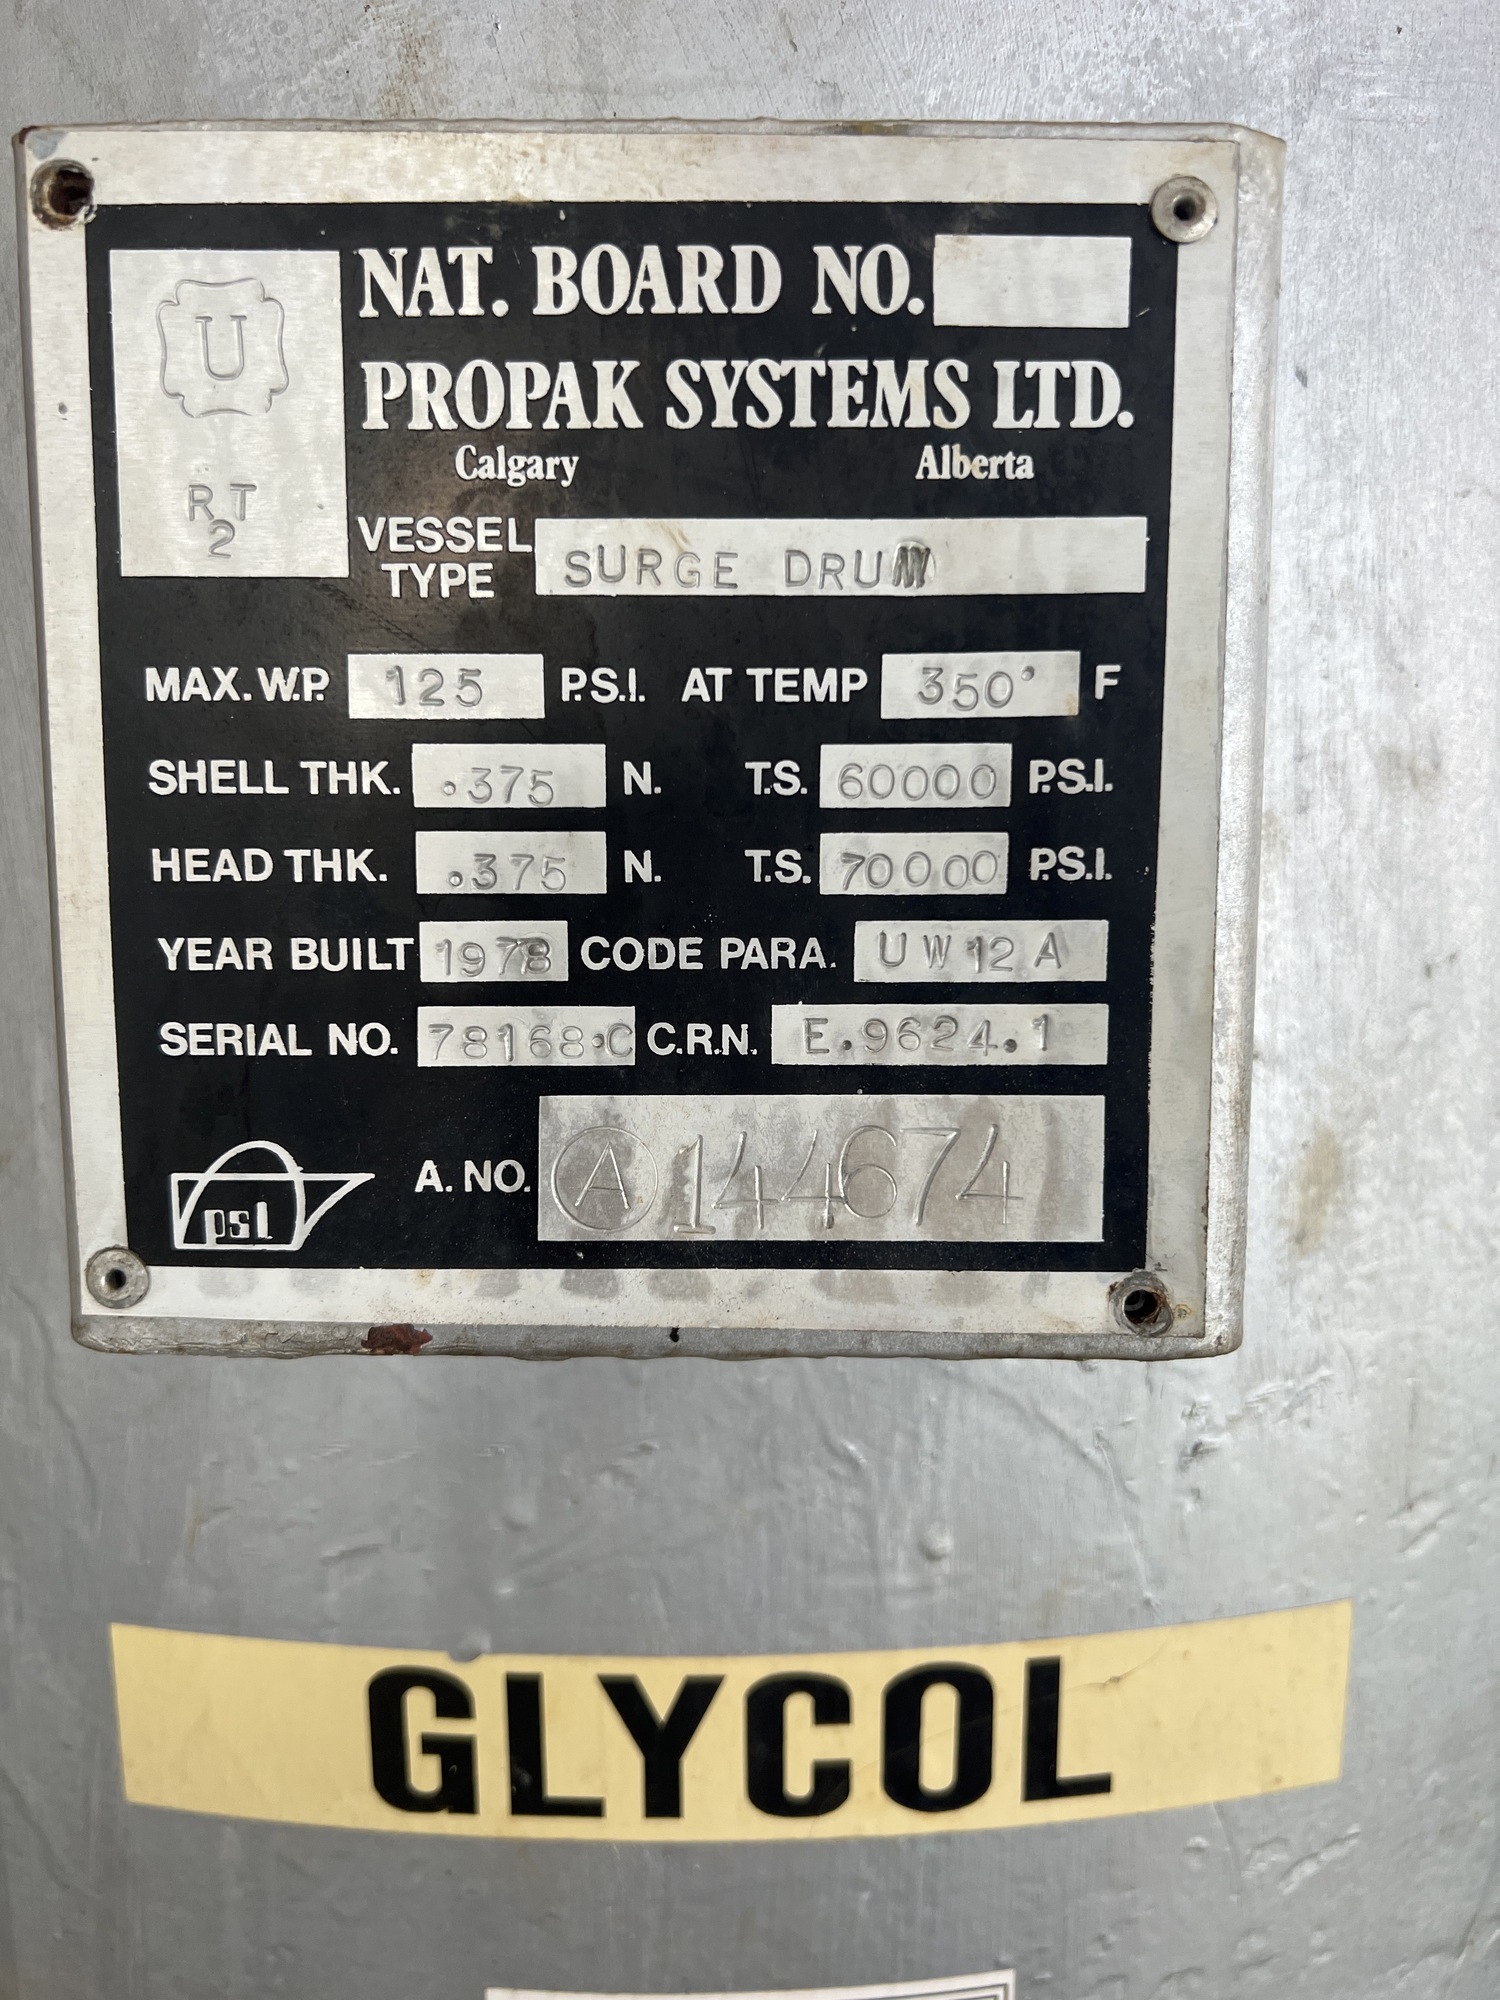 U
RT
2
NAT. BOARD NO.
PROPAK SYSTEMS LTD.
Calgary Alberta
VESSEL TYPE SURGE DRUM
MAX. W.P. 125 P.S.I. AT TEMP 350° F
SHELL THK. .375 N. T.S. 60000 P.S.I.
HEAD THK. .375 N. T.S. 70000 P.S.I.
YEAR BUILT 1978 CODE PARA. UW12A
SERIAL NO. 78168·C C.R.N. E.9624.1
psl A. NO. A 144674
GLYCOL